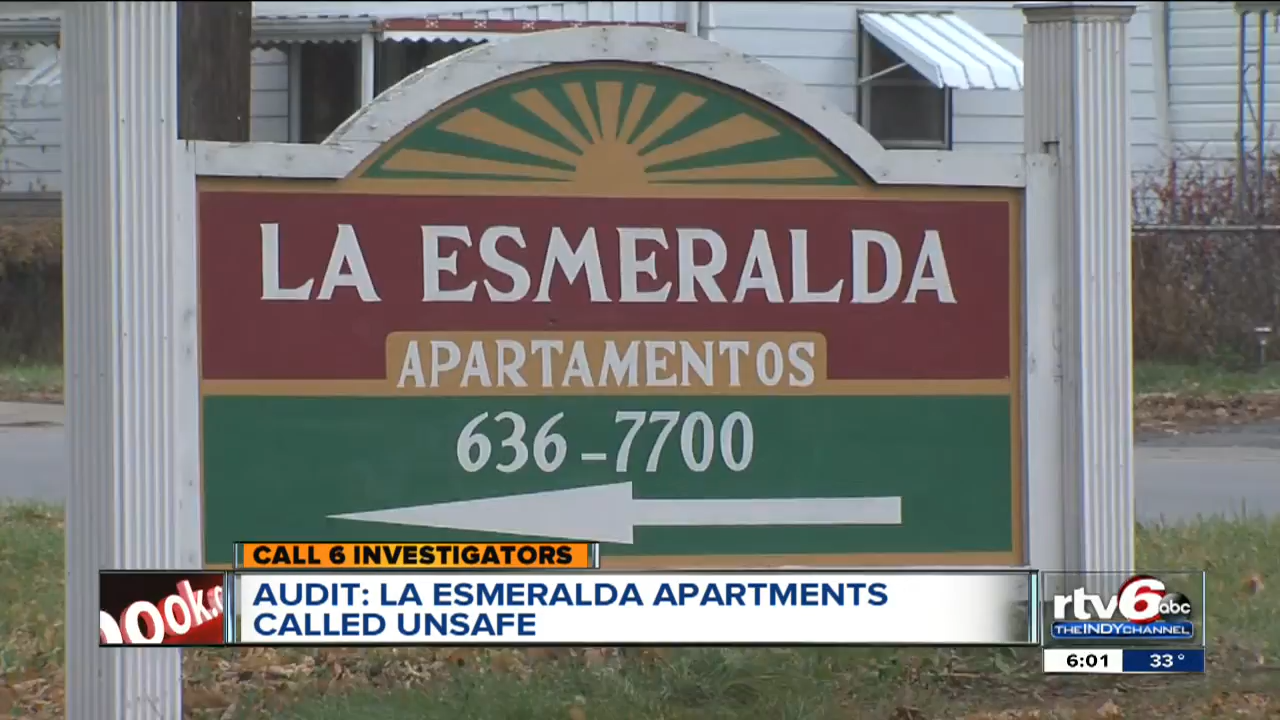 LA ESMERALDA
APARTAMENTOS
636-7700
CALL 6 INVESTIGATORS
AUDIT: LA ESMERALDA APARTMENTS
CALLED UNSAFE
rtv6 abc
THE INDY CHANNEL
6:01 33°